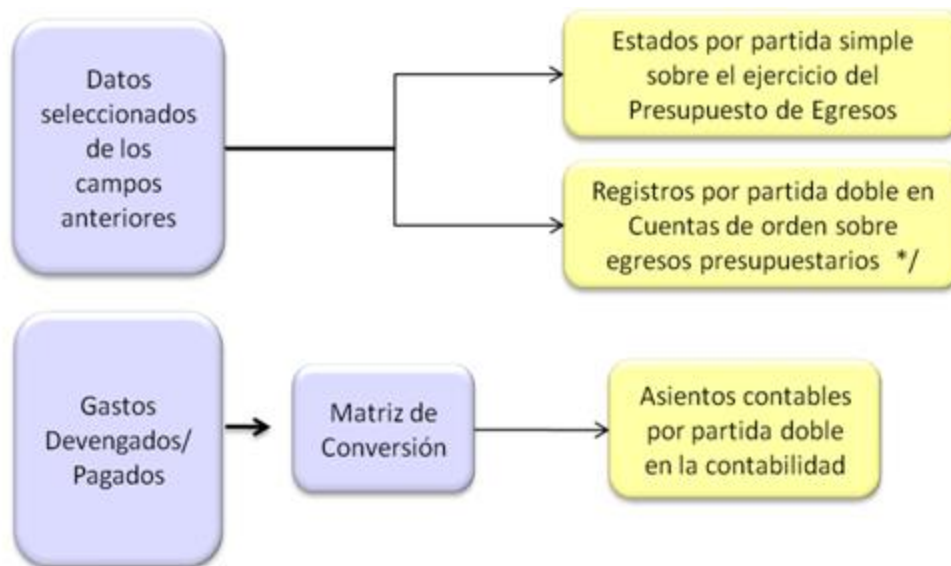 Datos
seleccionados
de los
campos
anteriores
Estados por partida simple
sobre el ejercicio del
Presupuesto de Egresos
Registros por partida doble en
Cuentas de orden sobre
egresos presupuestarios */
Gastos
Devengados/
Pagados
Matriz de
Conversión
Asientos contables
por partida doble
en la contabilidad